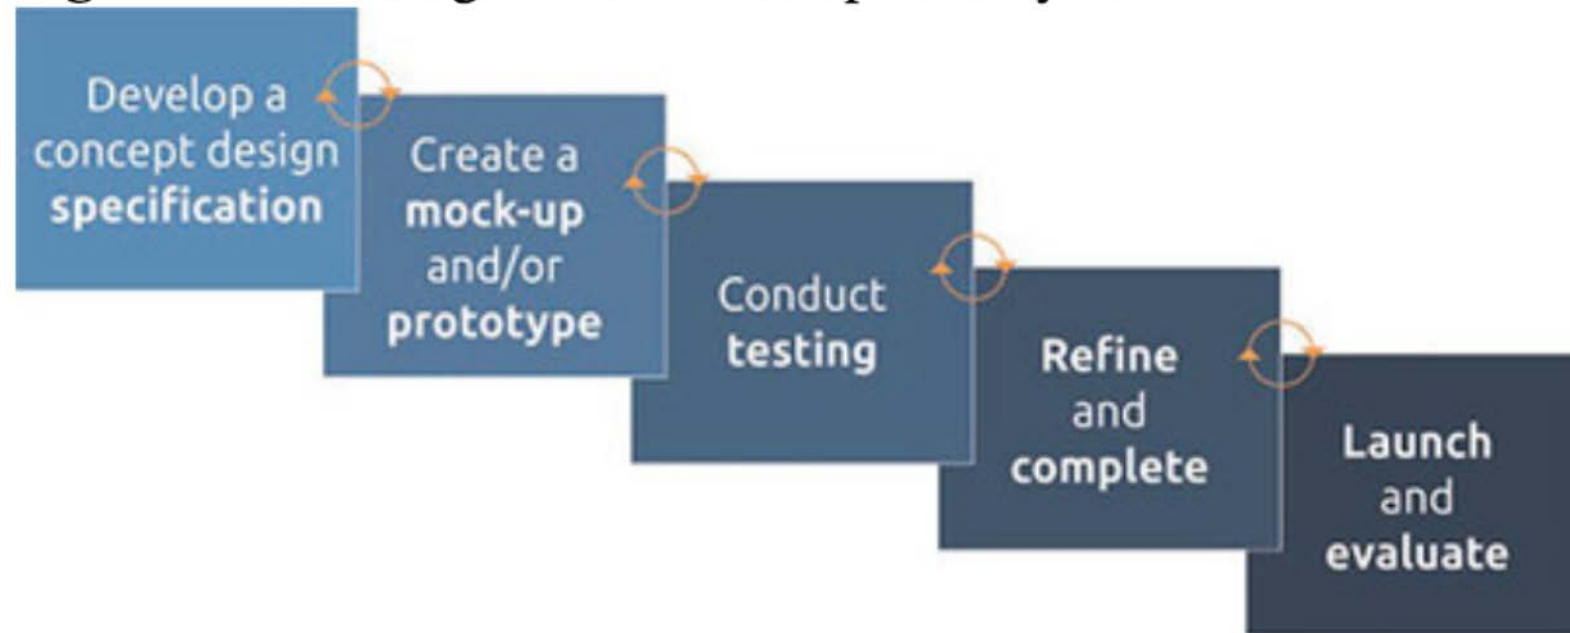 Develop a
concept design
specification
Create a
mock-up
and/or
prototype
Conduct
testing
Refine
and
complete
Launch
and
evaluate